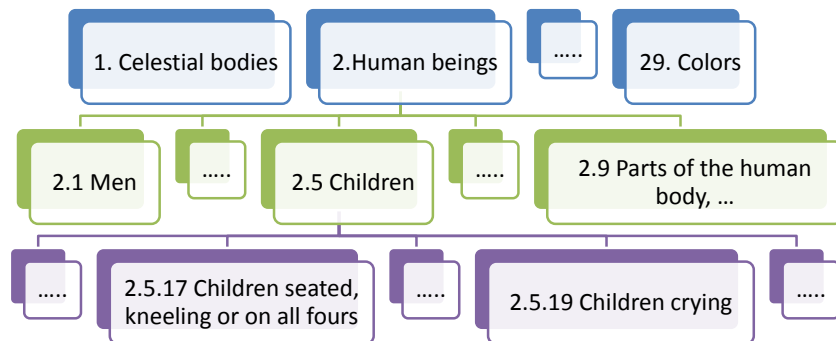 1. Celestial bodies
2.Human beings
…..
29. Colors
2.1 Men
…..
2.5 Children
…..
2.9 Parts of the human
body, …
…..
2.5.17 Children seated,
kneeling or on all fours
…..
2.5.19 Children crying
…..